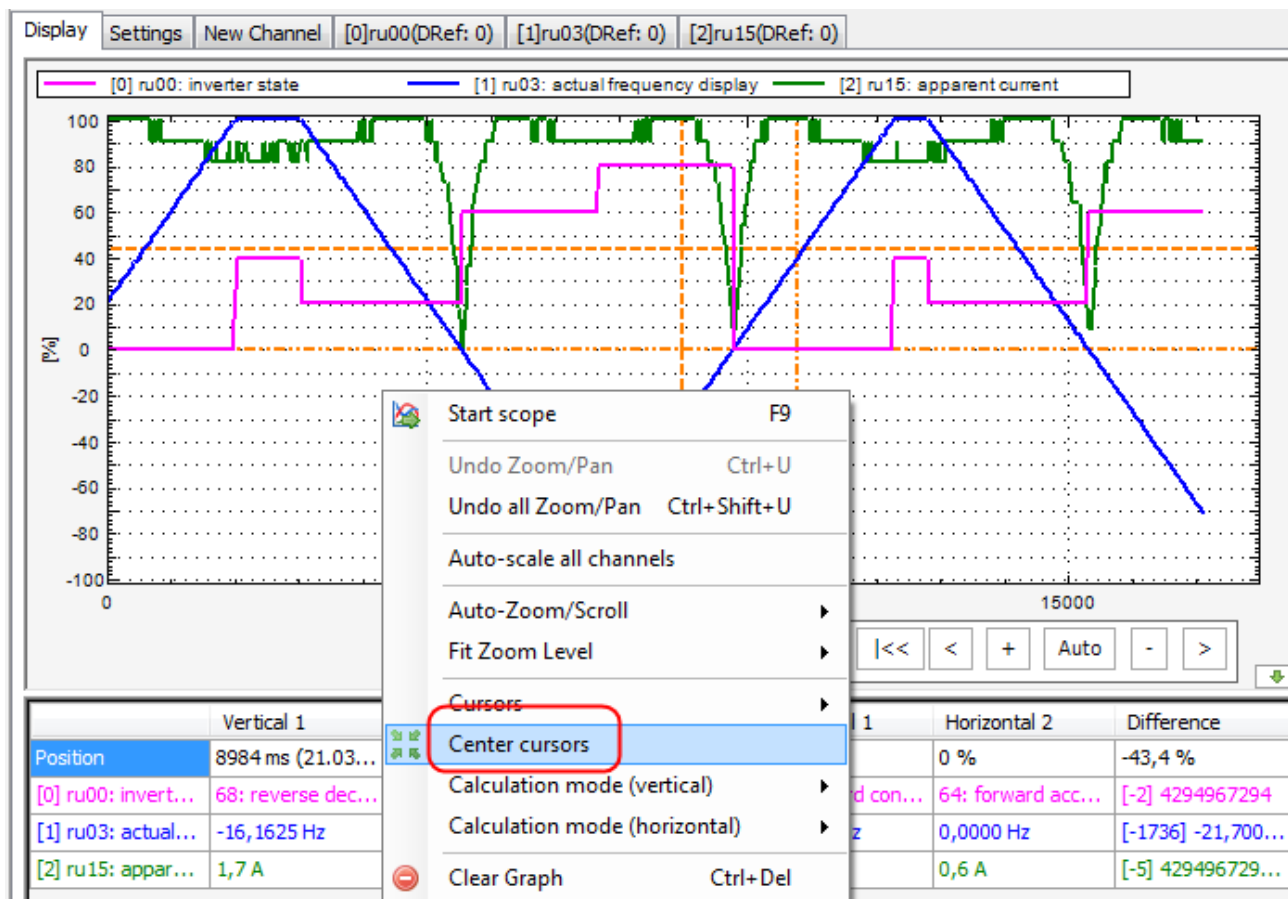 Display Settings New Channel [0]ru00(DRef: 0) [1]ru03(DRef: 0) [2]ru15(DRef: 0)
[0] ru00: inverter state [1] ru03: actual frequency display [2] ru15: apparent current
100
80
60
40
20
0
-20
-40
-60
-80
-100
[%]
0 15000
Start scope F9
Undo Zoom/Pan Ctrl+U
Undo all Zoom/Pan Ctrl+Shift+U
Auto-scale all channels
Auto-Zoom/Scroll
Fit Zoom Level
Cursors
Center cursors
Calculation mode (vertical)
Calculation mode (horizontal)
Clear Graph Ctrl+Del
|<< < + Auto - >
Vertical 1 l 1 Horizontal 2 Difference
Position 8984 ms (21.03... 0 % -43,4 %
[0] ru00: invert... 68: reverse dec... d con... 64: forward acc... [-2] 4294967294
[1] ru03: actual... -16,1625 Hz z 0,0000 Hz [-1736] -21,700...
[2] ru15: appar... 1,7 A 0,6 A [-5] 429496729...